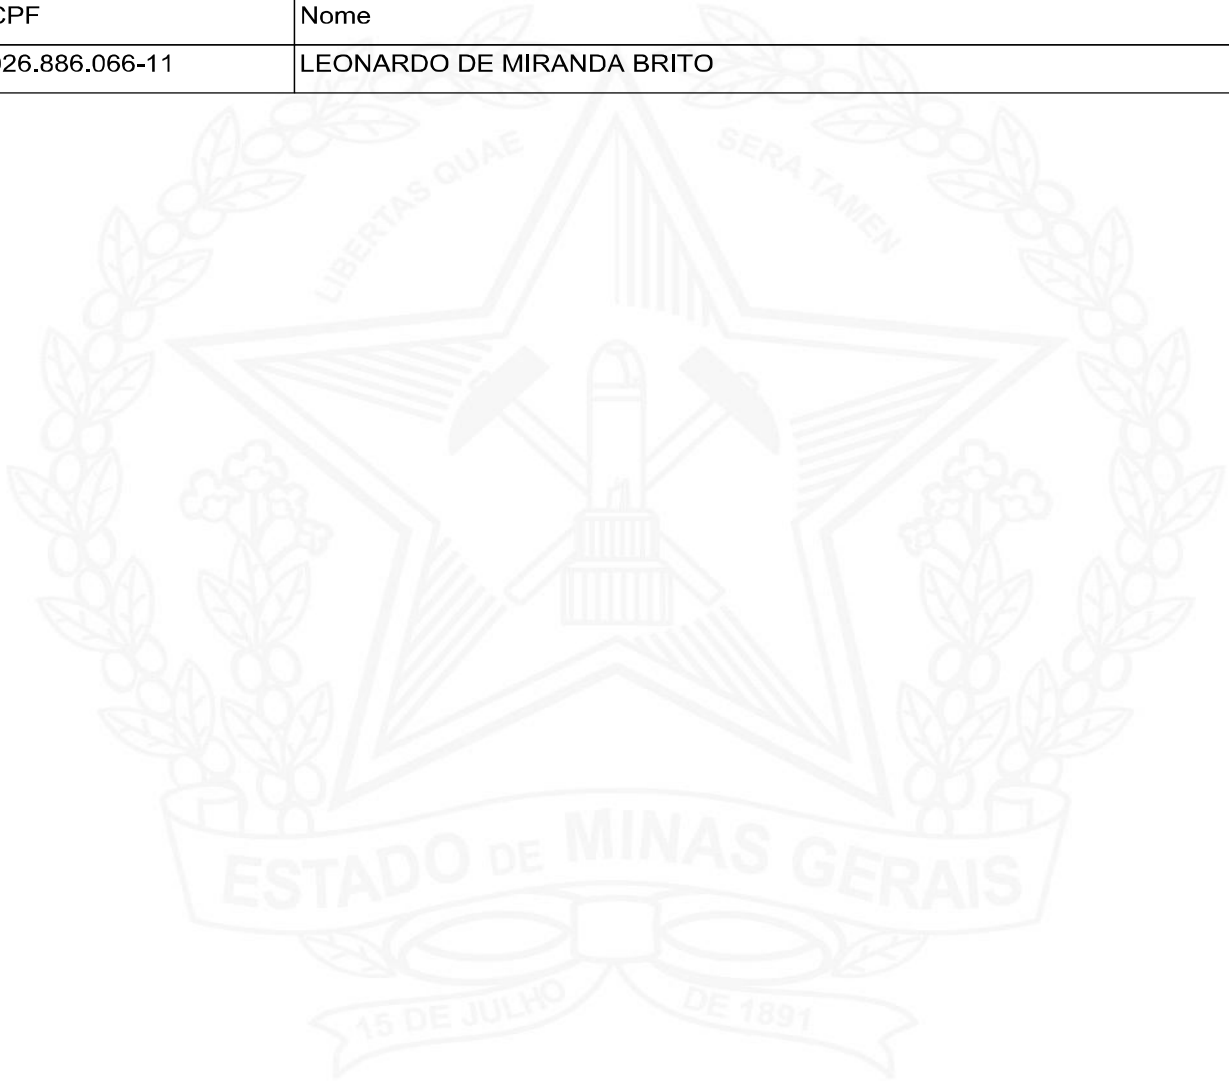 CPF Nome
026.886.066-11 LEONARDO DE MIRANDA BRITO
LIBERTAS QUAE SERA TAMEN
ESTADO DE MINAS GERAIS
15 DE JULHO DE 1891